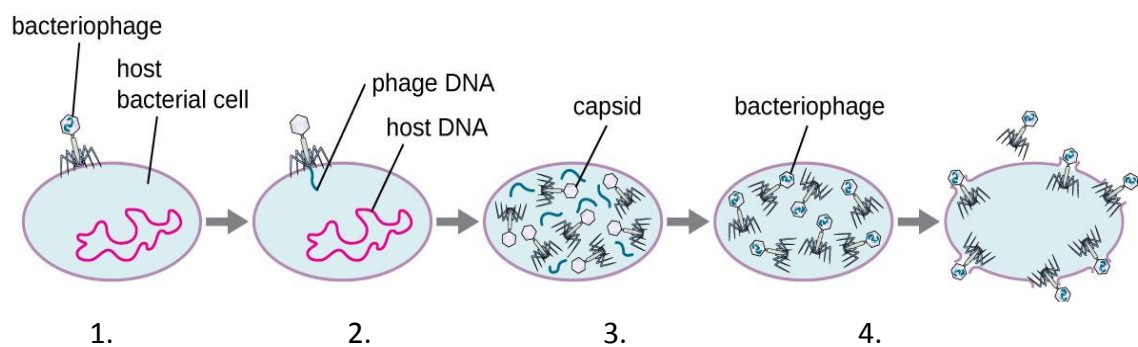 bacteriophage
host
bacterial cell
phage DNA
host DNA
capsid
bacteriophage
1.
2.
3.
4.